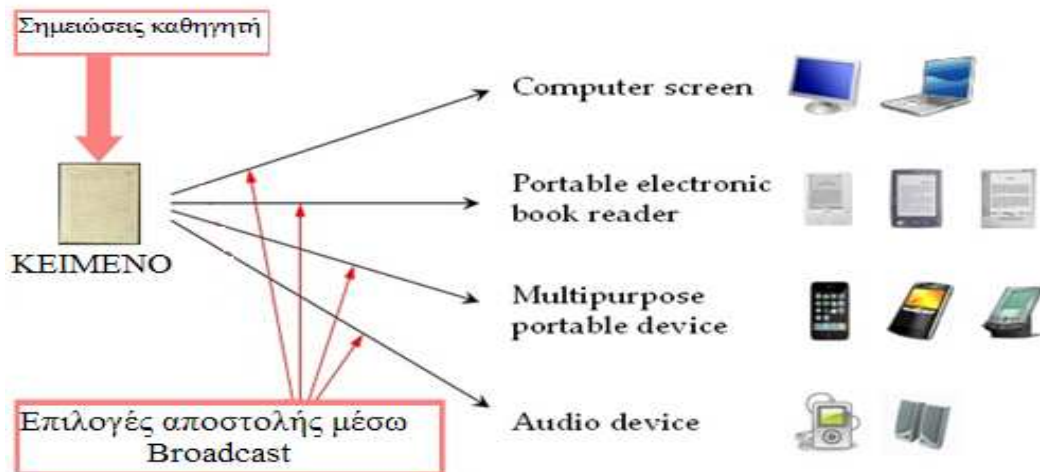 Σημειώσεις καθηγητή
Computer screen
Portable electronic
book reader
ΚΕΙΜΕΝΟ
Multipurpose
portable device
Επιλογές αποστολής μέσω
Broadcast
Audio device